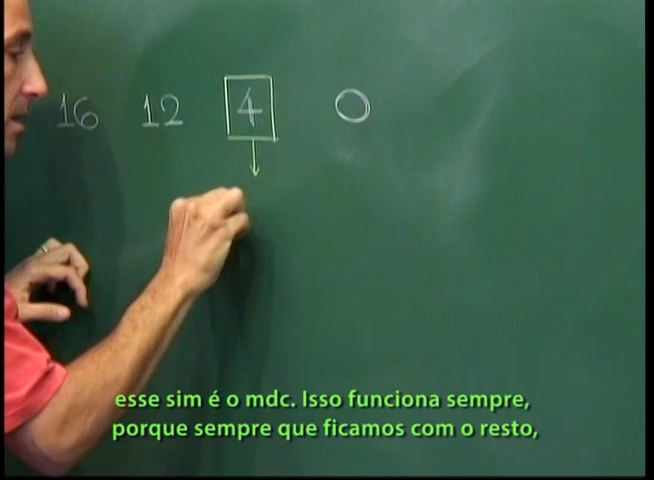 16 12 4 0
esse sim é o mdc. Isso funciona sempre,
porque sempre que ficamos com o resto,